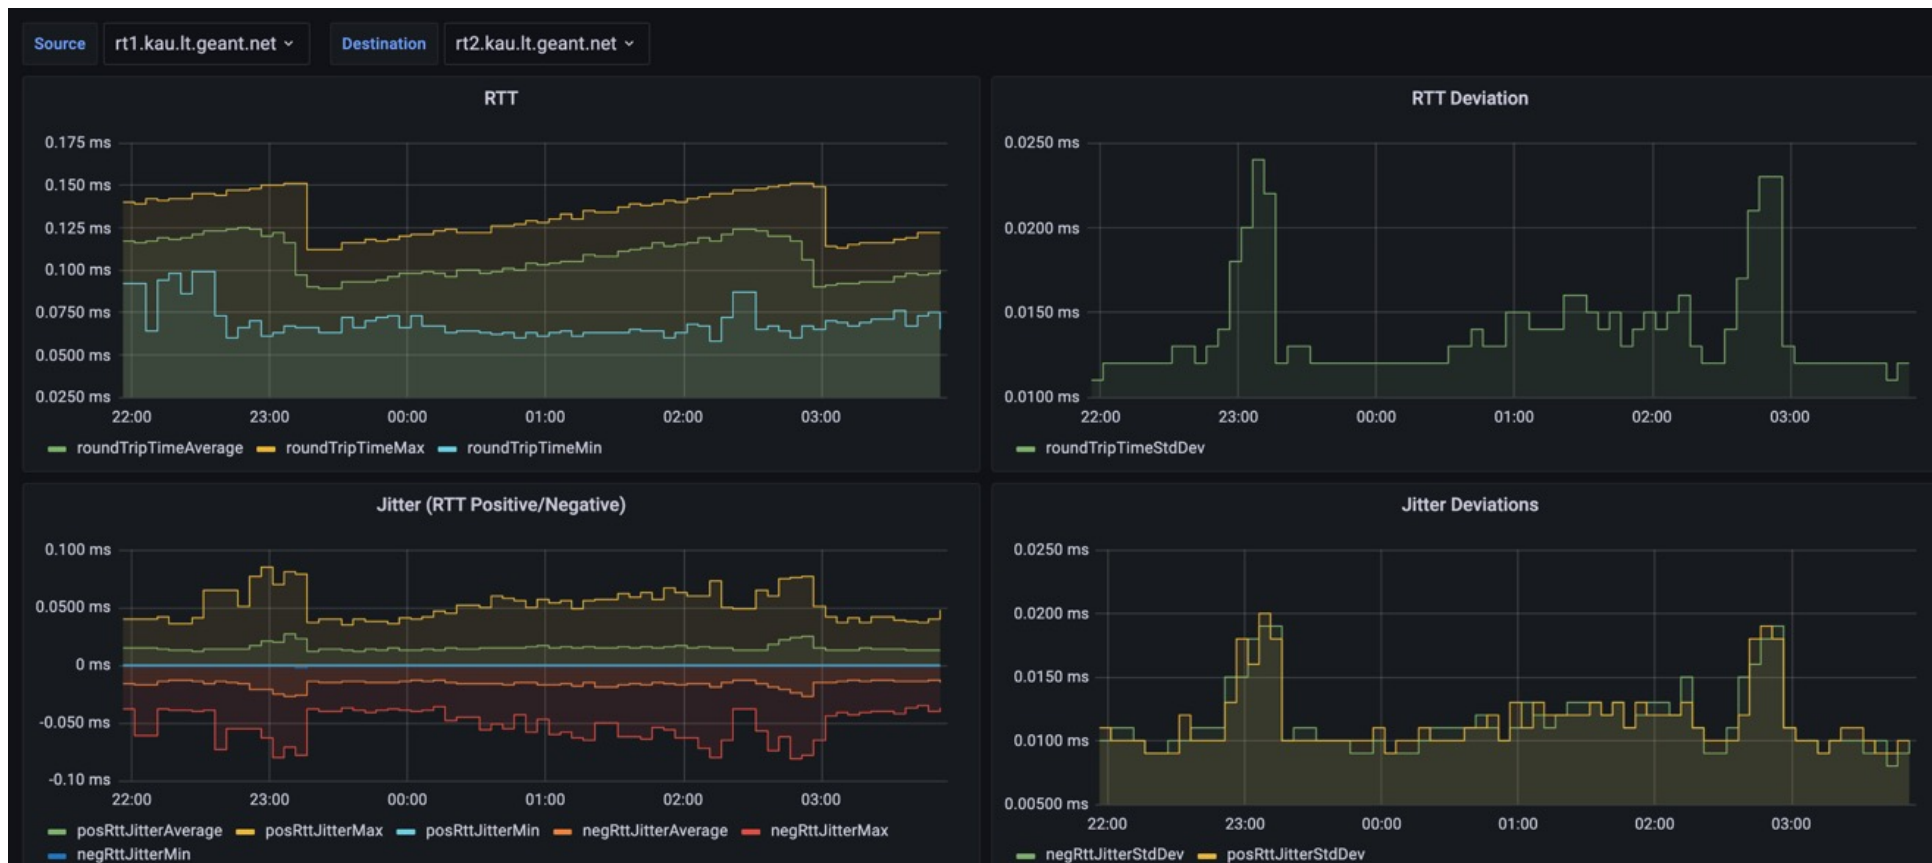 Source rt1.kau.lt.geant.net Destination rt2.kau.lt.geant.net
RTT
0.175 ms
0.150 ms
0.125 ms
0.100 ms
0.0750 ms
0.0500 ms
0.0250 ms
22:00 23:00 00:00 01:00 02:00 03:00
roundTripTimeAverage roundTripTimeMax roundTripTimeMin
RTT Deviation
0.0250 ms
0.0200 ms
0.0150 ms
0.0100 ms
22:00 23:00 00:00 01:00 02:00 03:00
roundTripTimeStdDev
Jitter (RTT Positive/Negative)
0.100 ms
0.0500 ms
0 ms
-0.050 ms
-0.10 ms
22:00 23:00 00:00 01:00 02:00 03:00
posRttJitterAverage posRttJitterMax posRttJitterMin negRttJitterAverage negRttJitterMax
negRttJitterMin
Jitter Deviations
0.0250 ms
0.0200 ms
0.0150 ms
0.0100 ms
0.00500 ms
22:00 23:00 00:00 01:00 02:00 03:00
negRttJitterStdDev posRttJitterStdDev